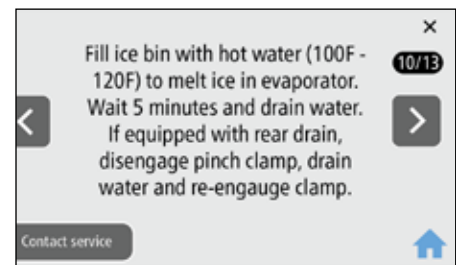 ×
Fill ice bin with hot water (100F -
10/13
120F) to melt ice in evaporator.
Wait 5 minutes and drain water.
If equipped with rear drain,
disengage pinch clamp, drain
water and re-engauge clamp.
Contact service